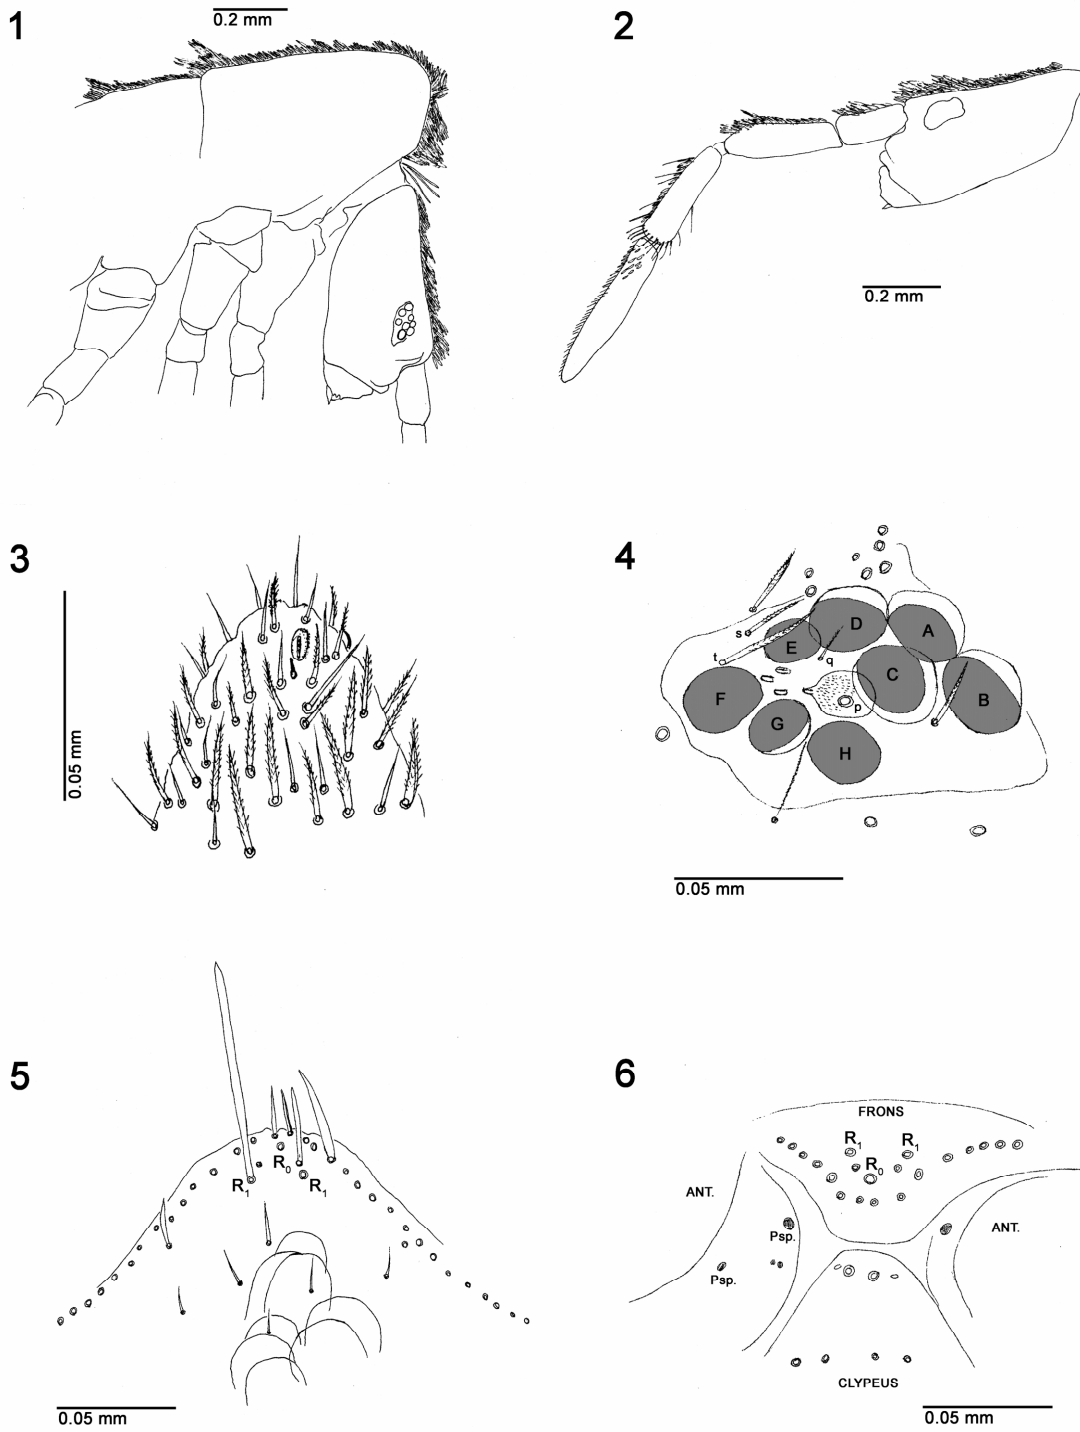 1
0.2 mm
2
0.2 mm
3
0.05 mm
4
s
t
E
D
A
q
C
F
p
B
G
H
0.05 mm
5
R0
R1
R1
0.05 mm
6
FRONS
R1
R1
R0
ANT.
ANT.
Psp.
Psp.
CLYPEUS
0.05 mm